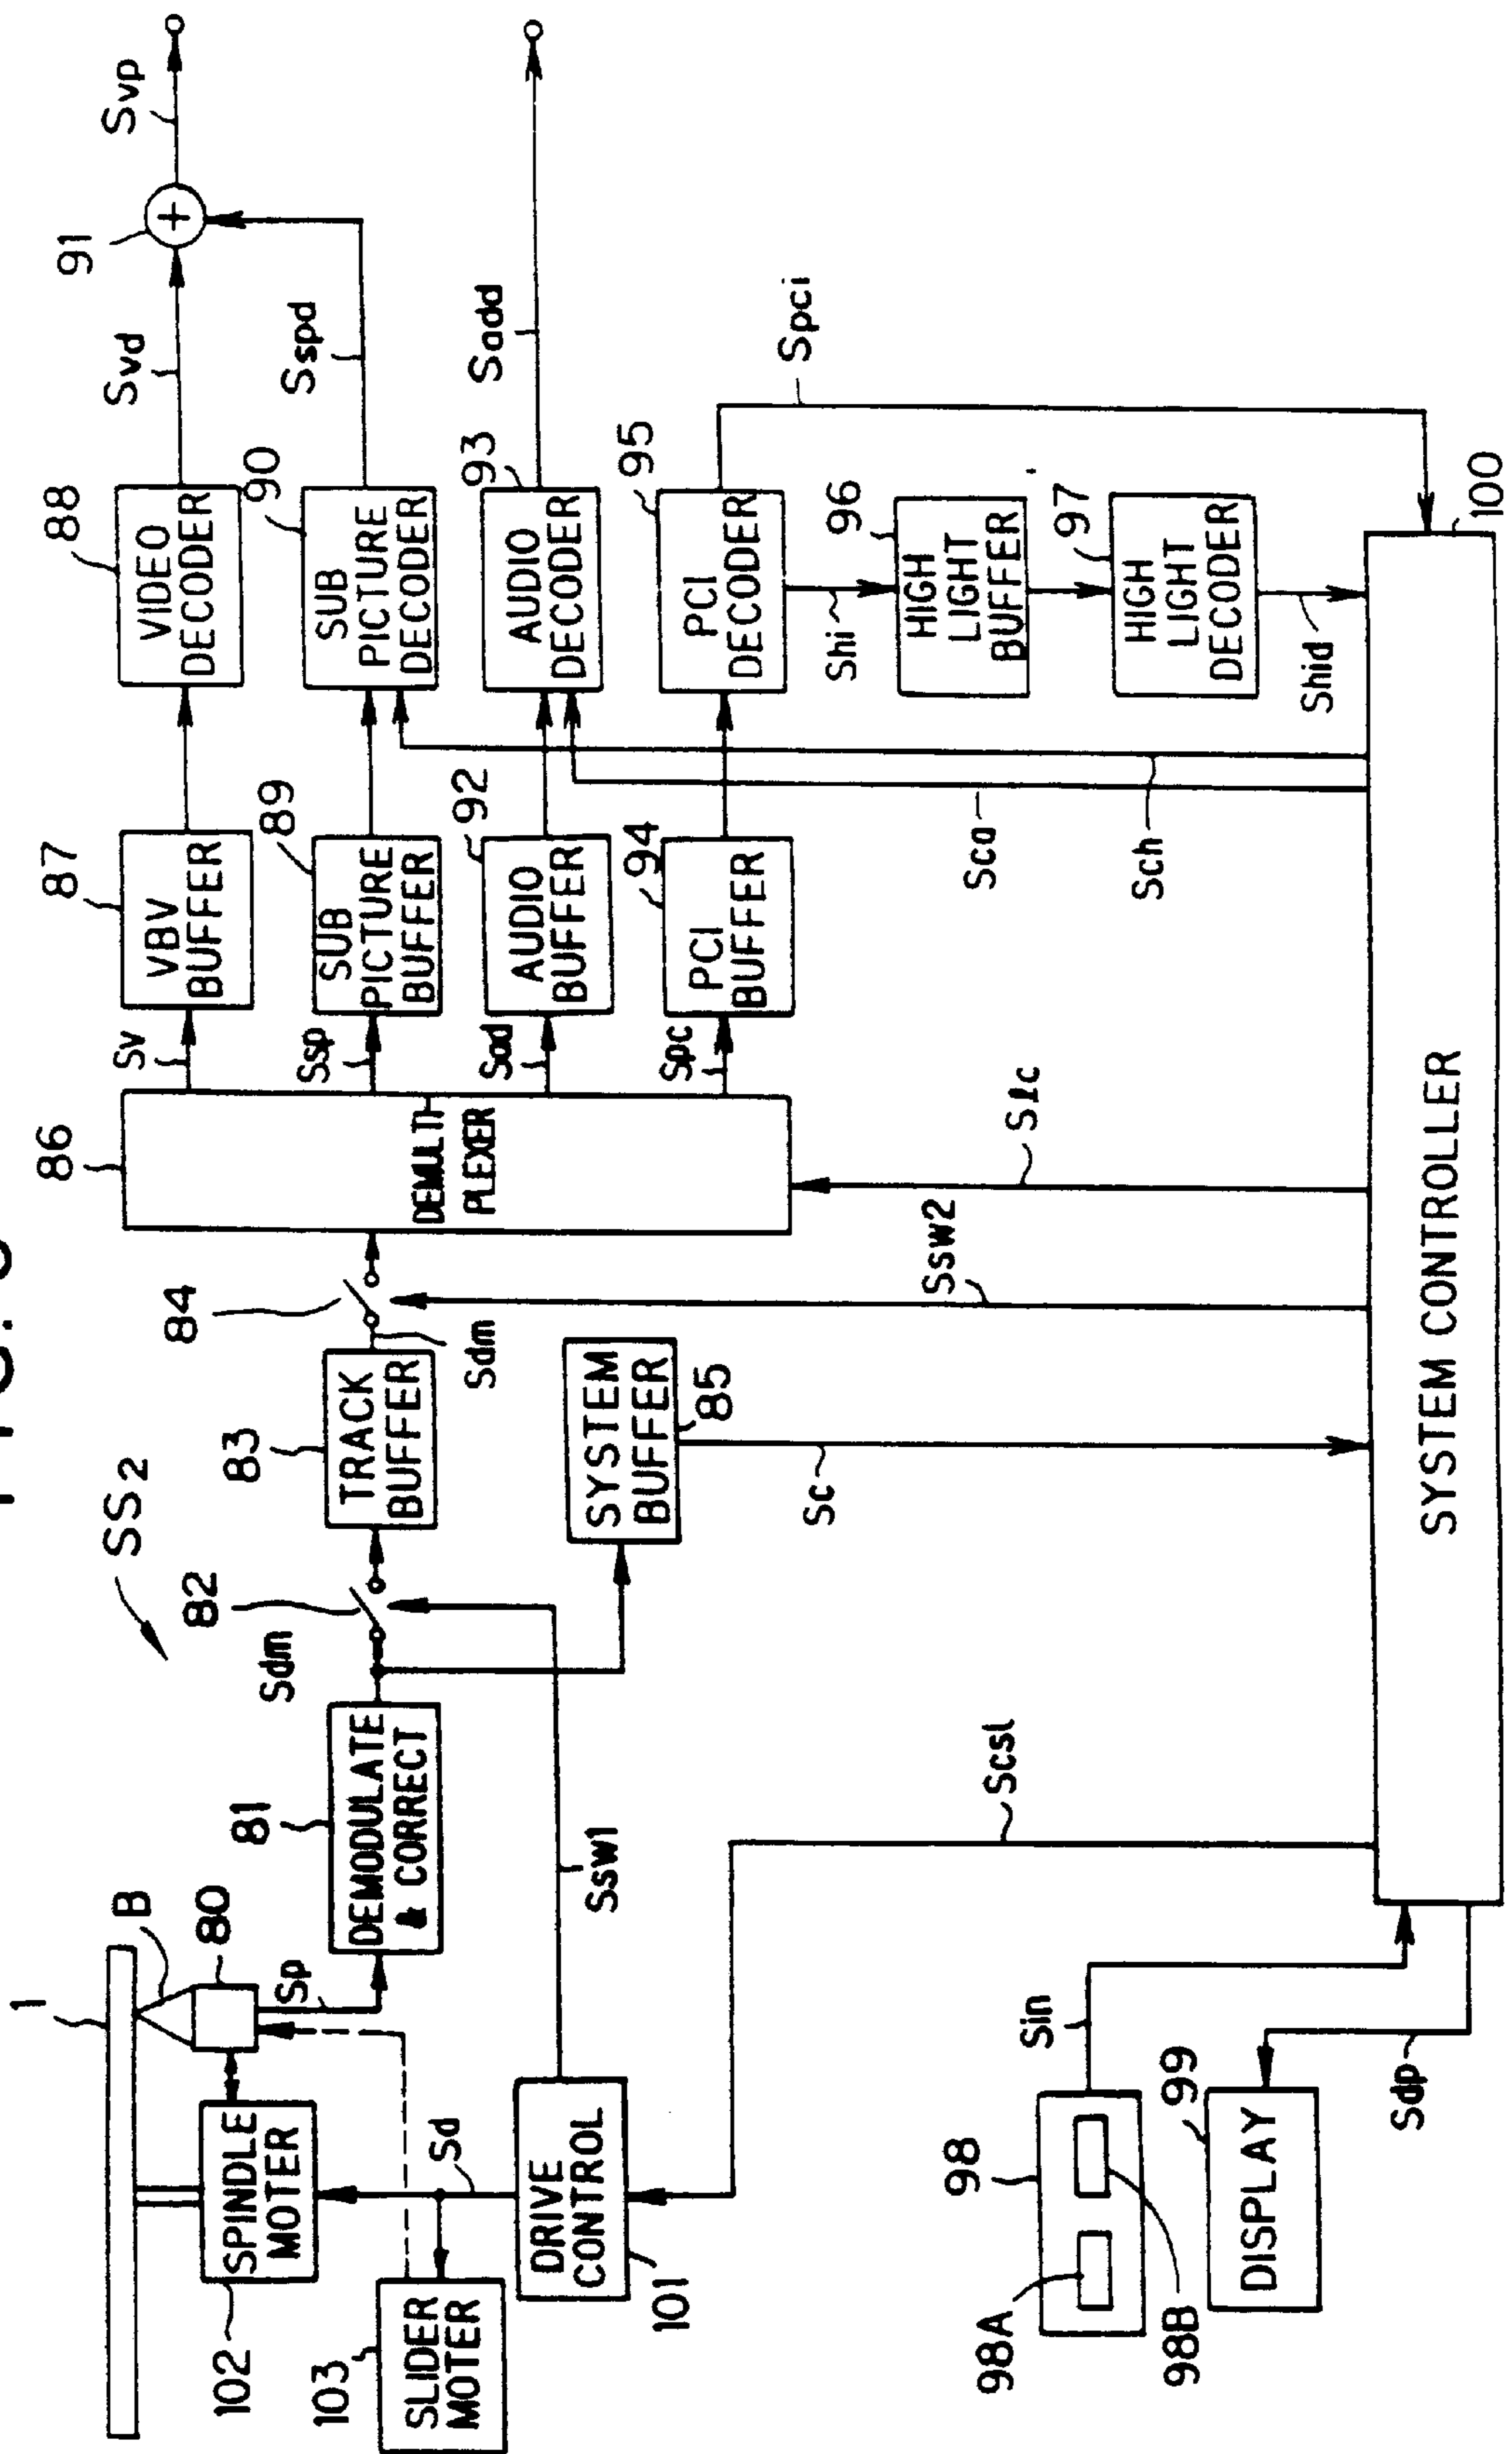 SS2
1
B
80
Sp
102
SPINDLE
MOTER
103
SLIDER
MOTER
Sd
DRIVE
CONTROL
101
81
DEMODULATE
& CORRECT
Sdm
82
Ssw1
83
TRACK
BUFFER
84
Sdm
SYSTEM
BUFFER
85
Sc
Ssw2
86
DEMULTI-
PLEXER
Slc
Sv
87
VBV
BUFFER
88
VIDEO
DECODER
Svd
91
+
Svp
Ssp
89
SUB
PICTURE
BUFFER
90
SUB
PICTURE
DECODER
Sspd
Sad
92
AUDIO
BUFFER
93
AUDIO
DECODER
Sadd
Spc
94
PCI
BUFFER
95
PCI
DECODER
Spci
Shi
96
HIGH
LIGHT
BUFFER
97
HIGH
LIGHT
DECODER
Shid
Sca
Sch
Scsl
98
98A
98B
Sin
99
DISPLAY
Sdp
SYSTEM CONTROLLER
100